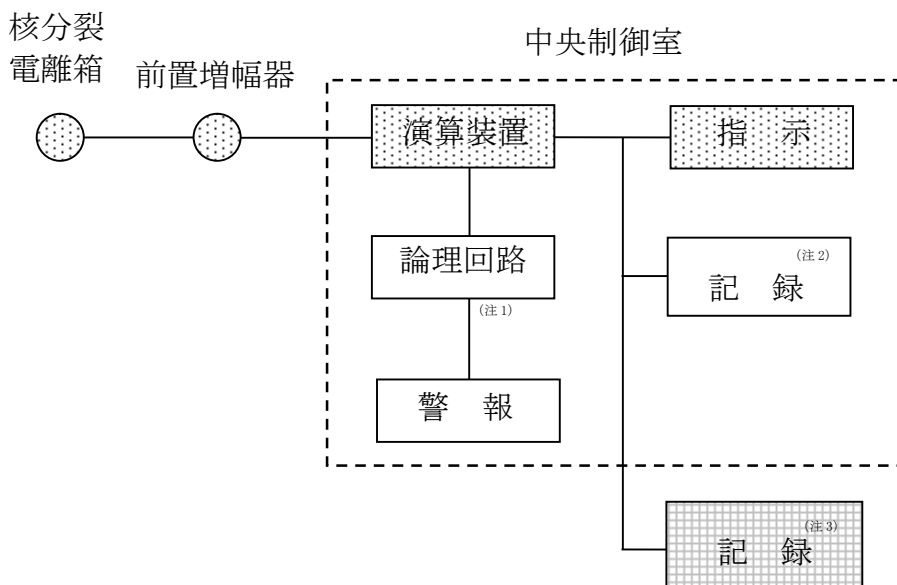 核分裂
電離箱
前置増幅器
中央制御室
演算装置
指　示
論理回路
(注1)
(注2)
記　録
警　報
(注3)
記　録